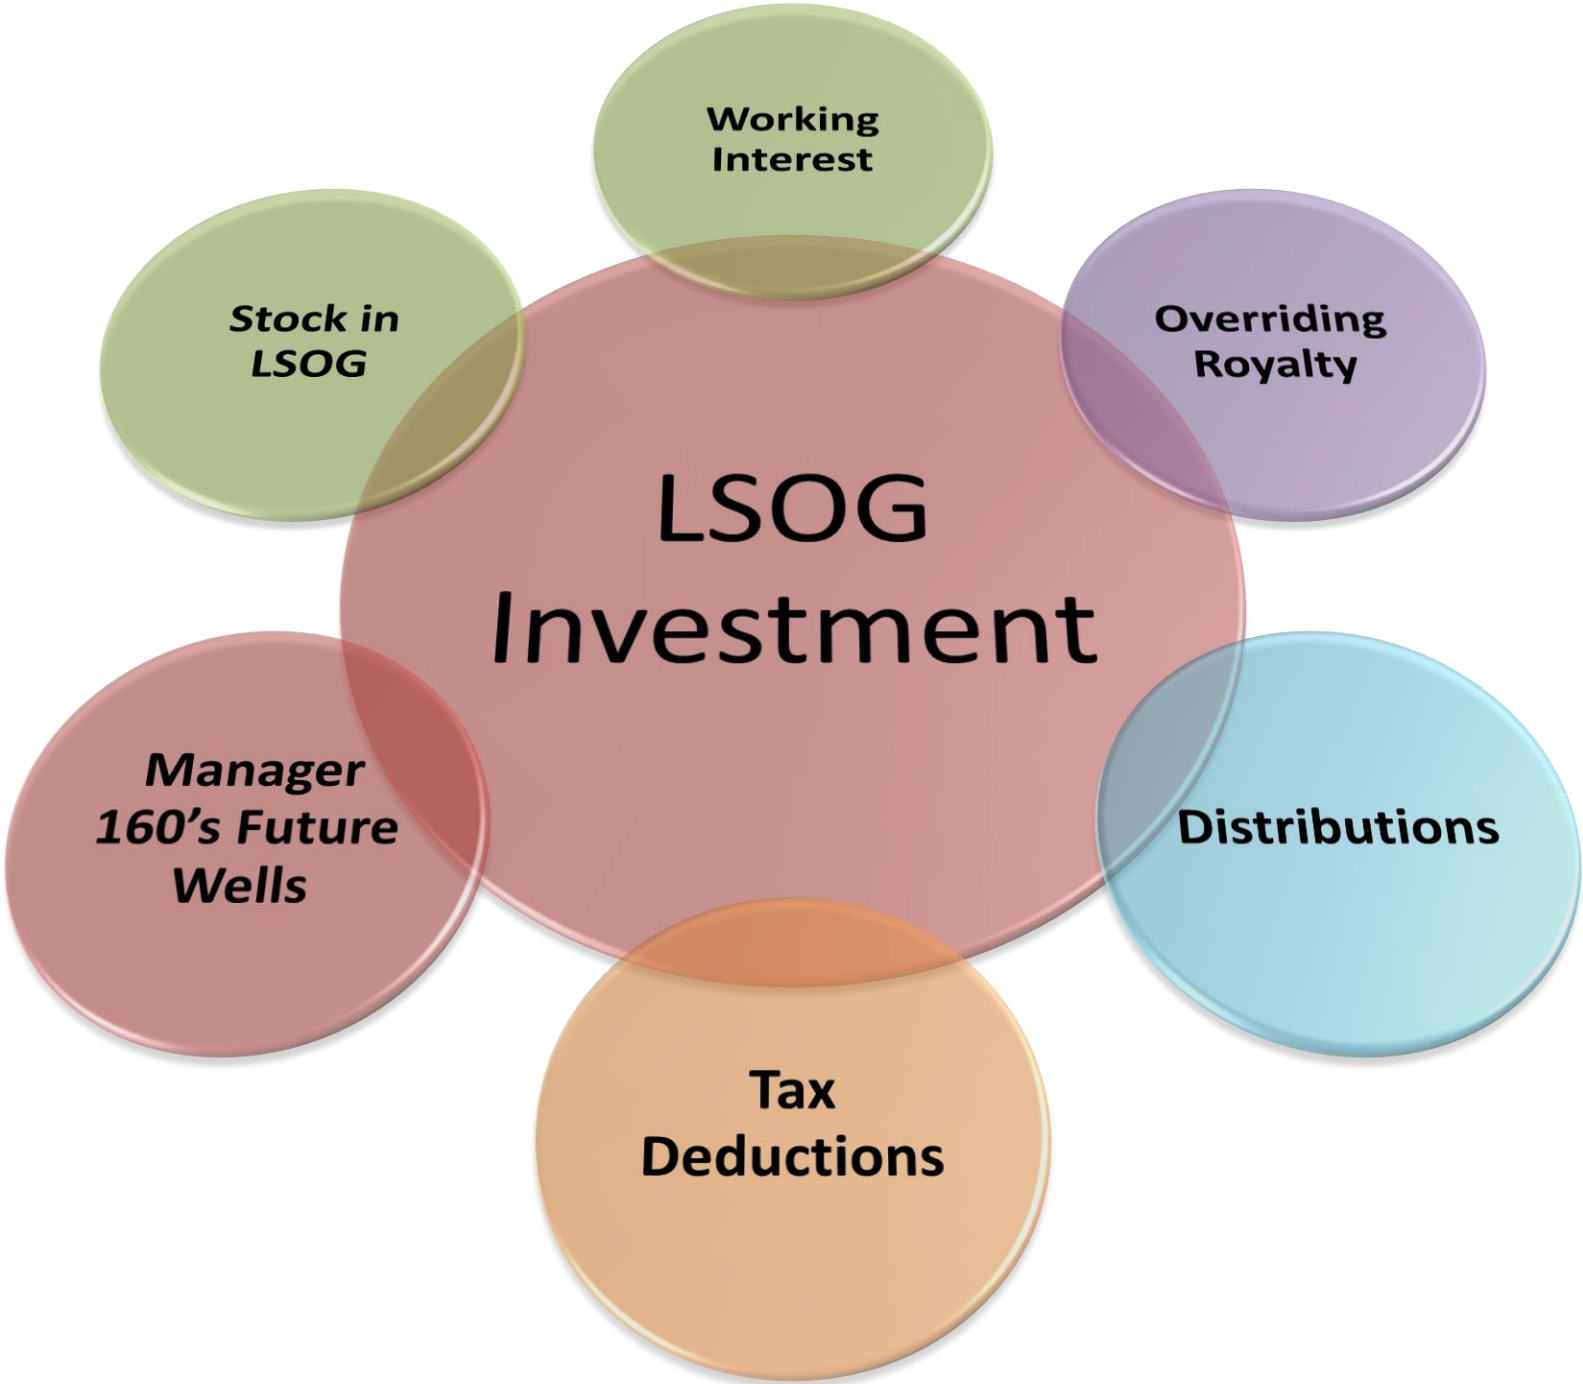 Working
Interest
Stock in
LSOG
Overriding
Royalty
LSOG
Investment
Manager
160’s Future
Wells
Distributions
Tax
Deductions